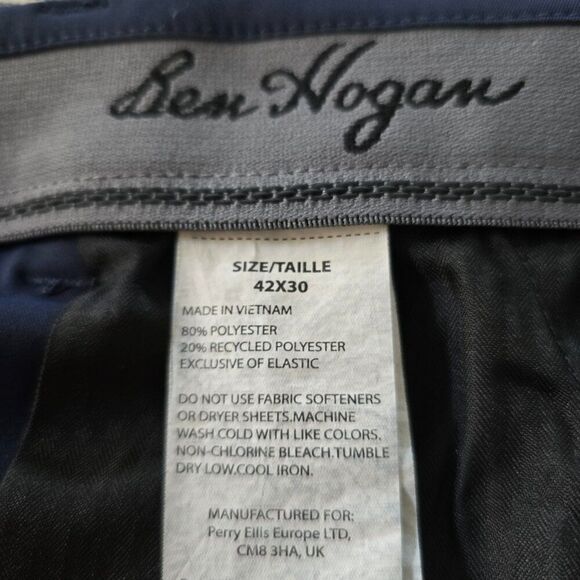 Ben Hogan
SIZE/TAILLE
42X30
MADE IN VIETNAM
80% POLYESTER
20% RECYCLED POLYESTER
EXCLUSIVE OF ELASTIC
DO NOT USE FABRIC SOFTENERS
OR DRYER SHEETS.MACHINE
WASH COLD WITH LIKE COLORS.
NON-CHLORINE BLEACH.TUMBLE
DRY LOW.COOL IRON.
MANUFACTURED FOR:
Perry Ellis Europe LTD,
CM8 3HA, UK